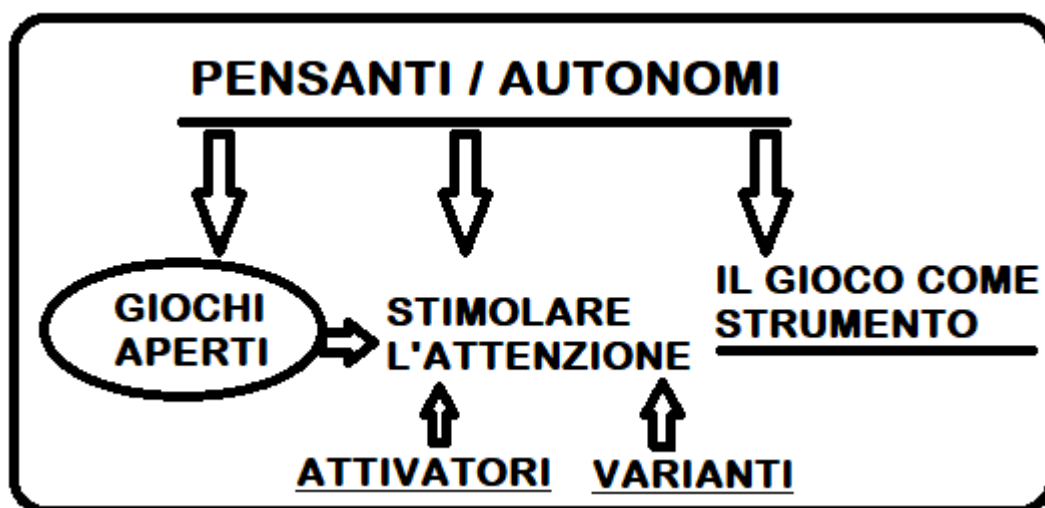 PENSANTI / AUTONOMI
GIOCHI
APERTI
STIMOLARE
L'ATTENZIONE
IL GIOCO COME
STRUMENTO
ATTIVATORI
VARIANTI